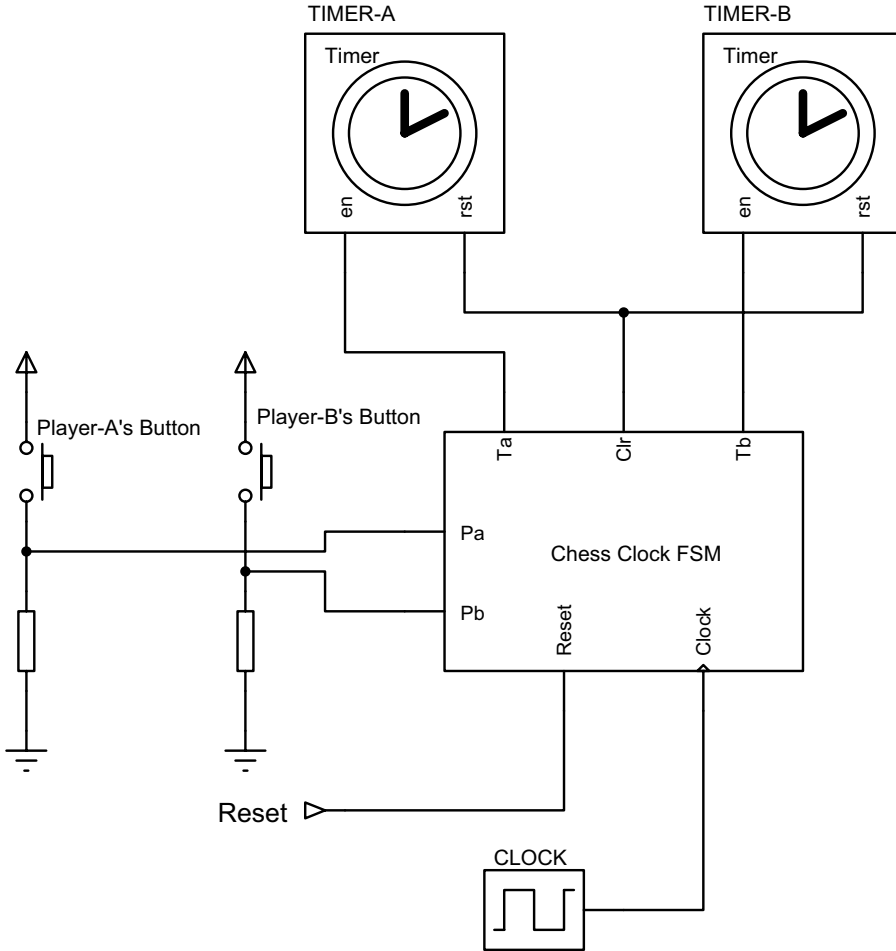 TIMER-A
TIMER-B
Timer
Timer
en
rst
en
rst
Player-A's Button
Player-B's Button
Ta
Clr
Tb
Pa
Chess Clock FSM
Pb
Reset
Clock
Reset
CLOCK